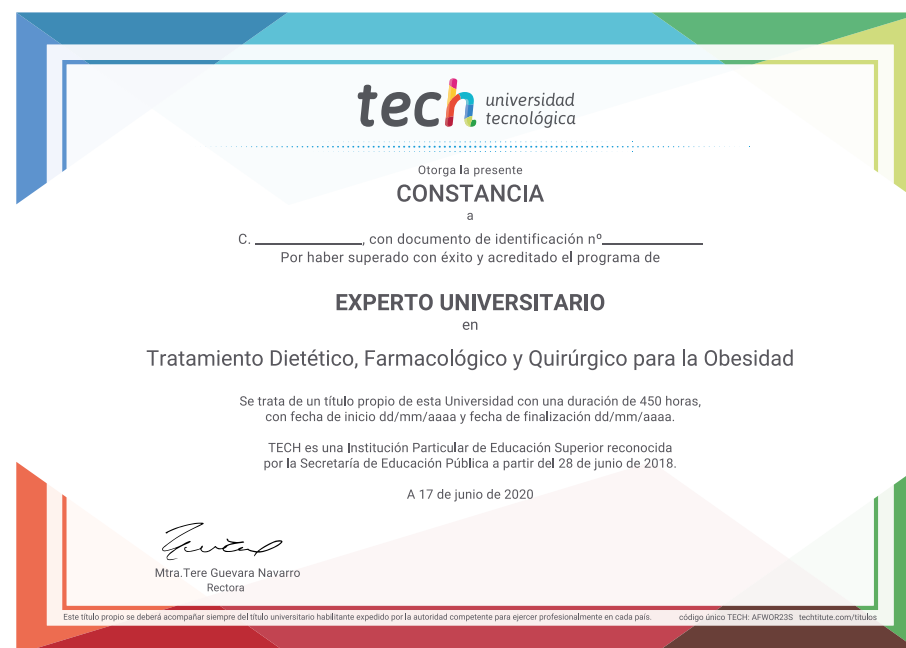 tech universidad
tecnológica
Otorga la presente
CONSTANCIA
a
C. ____________, con documento de identificación nº____________
Por haber superado con éxito y acreditado el programa de
EXPERTO UNIVERSITARIO
en
Tratamiento Dietético, Farmacológico y Quirúrgico para la Obesidad
Se trata de un título propio de esta Universidad con una duración de 450 horas,
con fecha de inicio dd/mm/aaaa y fecha de finalización dd/mm/aaaa.
TECH es una Institución Particular de Educación Superior reconocida
por la Secretaría de Educación Pública a partir del 28 de junio de 2018.
A 17 de junio de 2020
Mtra.Tere Guevara Navarro
Rectora
Este título propio se deberá acompañar siempre del título universitario habilitante expedido por la autoridad competente para ejercer profesionalmente en cada país. código único TECH: AFWOR23S techtitute.com/titulos